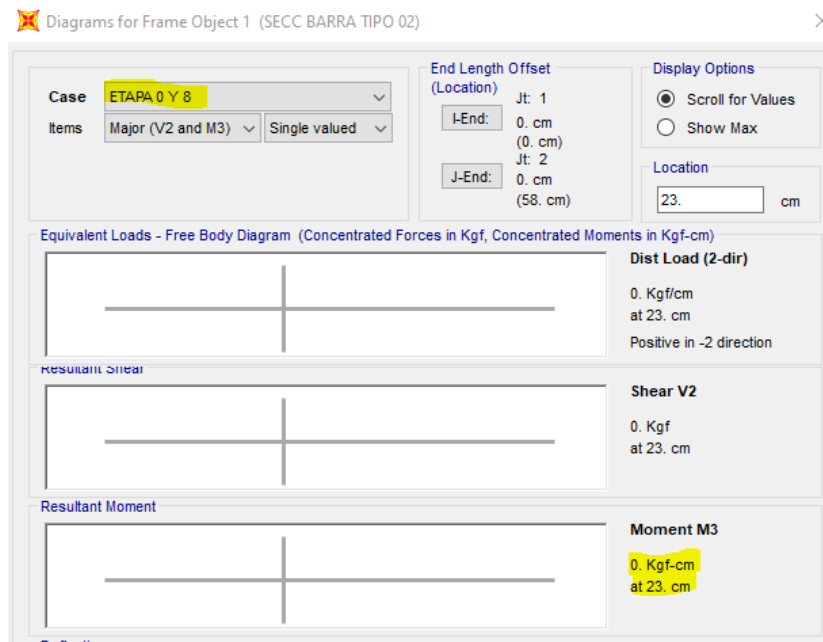 Diagrams for Frame Object 1 (SECC BARRA TIPO 02)
Case ETAPA 0 Y 8
Items Major (V2 and M3) Single valued
End Length Offset
(Location)
Jt: 1
I-End: 0. cm
(0. cm)
Jt: 2
J-End: 0. cm
(58. cm)
Display Options
Scroll for Values
Show Max
Location
23. cm
Equivalent Loads - Free Body Diagram (Concentrated Forces in Kgf, Concentrated Moments in Kgf-cm)
Dist Load (2-dir)
0. Kgf/cm
at 23. cm
Positive in -2 direction
Resultant Shear
Shear V2
0. Kgf
at 23. cm
Resultant Moment
Moment M3
0. Kgf-cm
at 23. cm